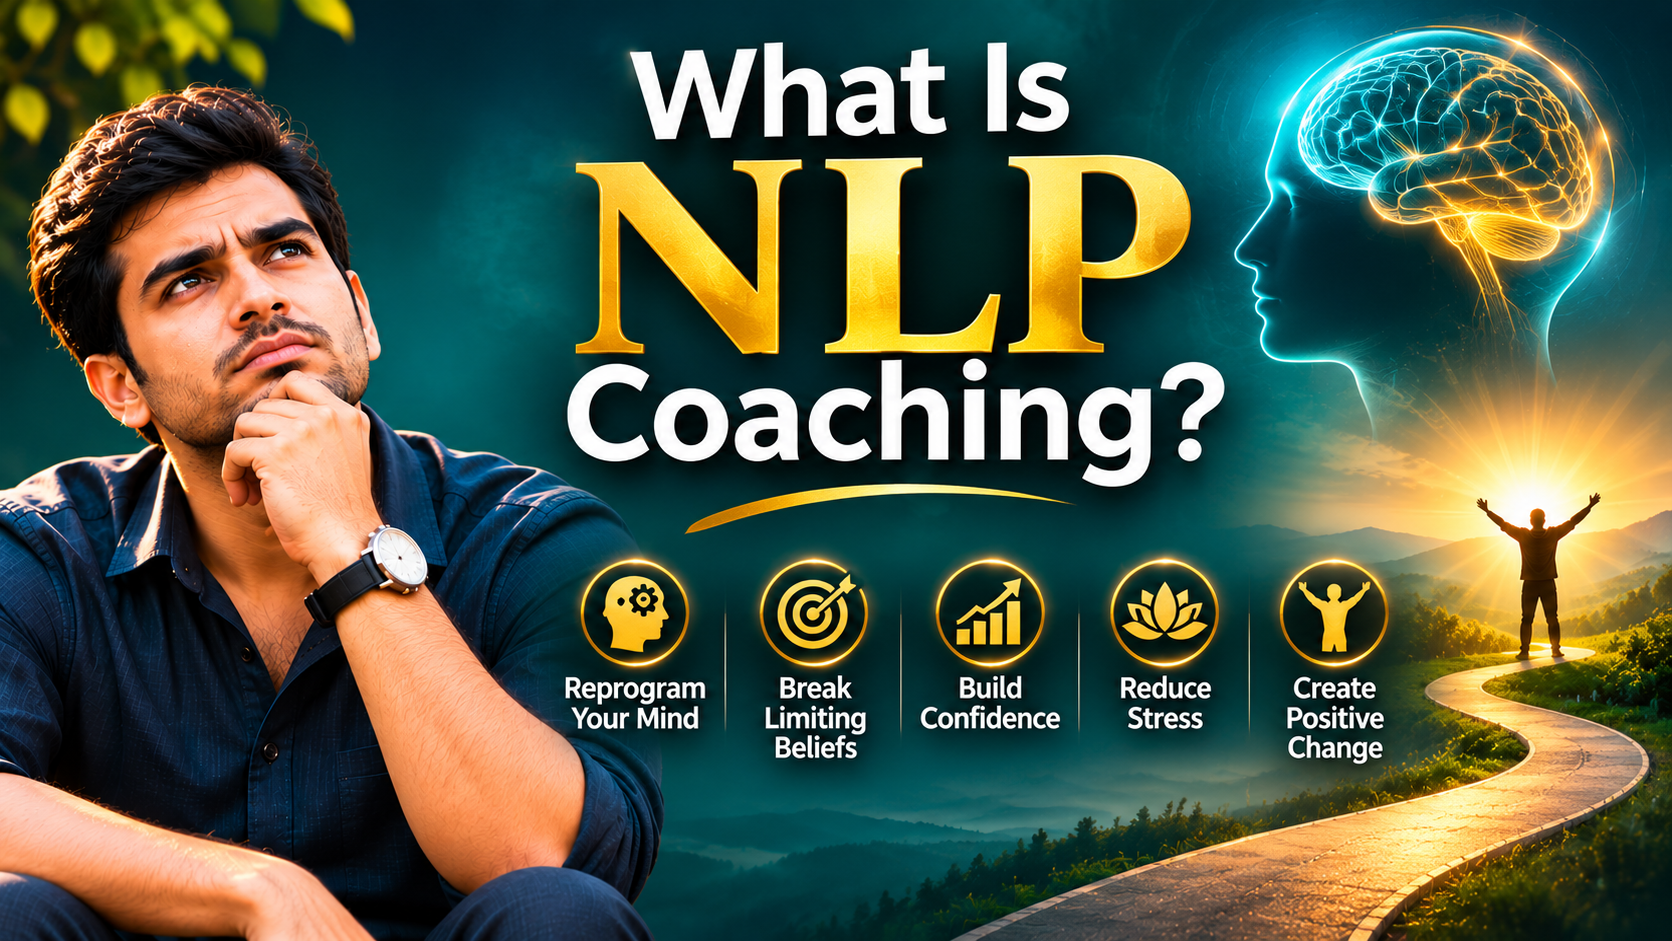 What Is
NLP
Coaching?
Reprogram
Your Mind
Break
Limiting
Beliefs
Build
Confidence
Reduce
Stress
Create
Positive
Change